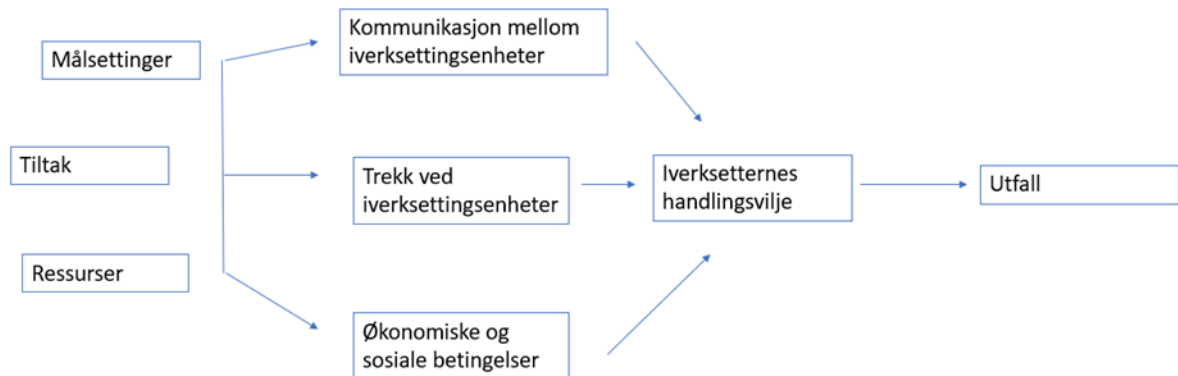 Målsettinger
Tiltak
Ressurser
Kommunikasjon mellom
iverksettingsenheter
Trekk ved
iverksettingsenheter
Økonomiske og
sosiale betingelser
Iverksetternes
handlingsvilje
Utfall